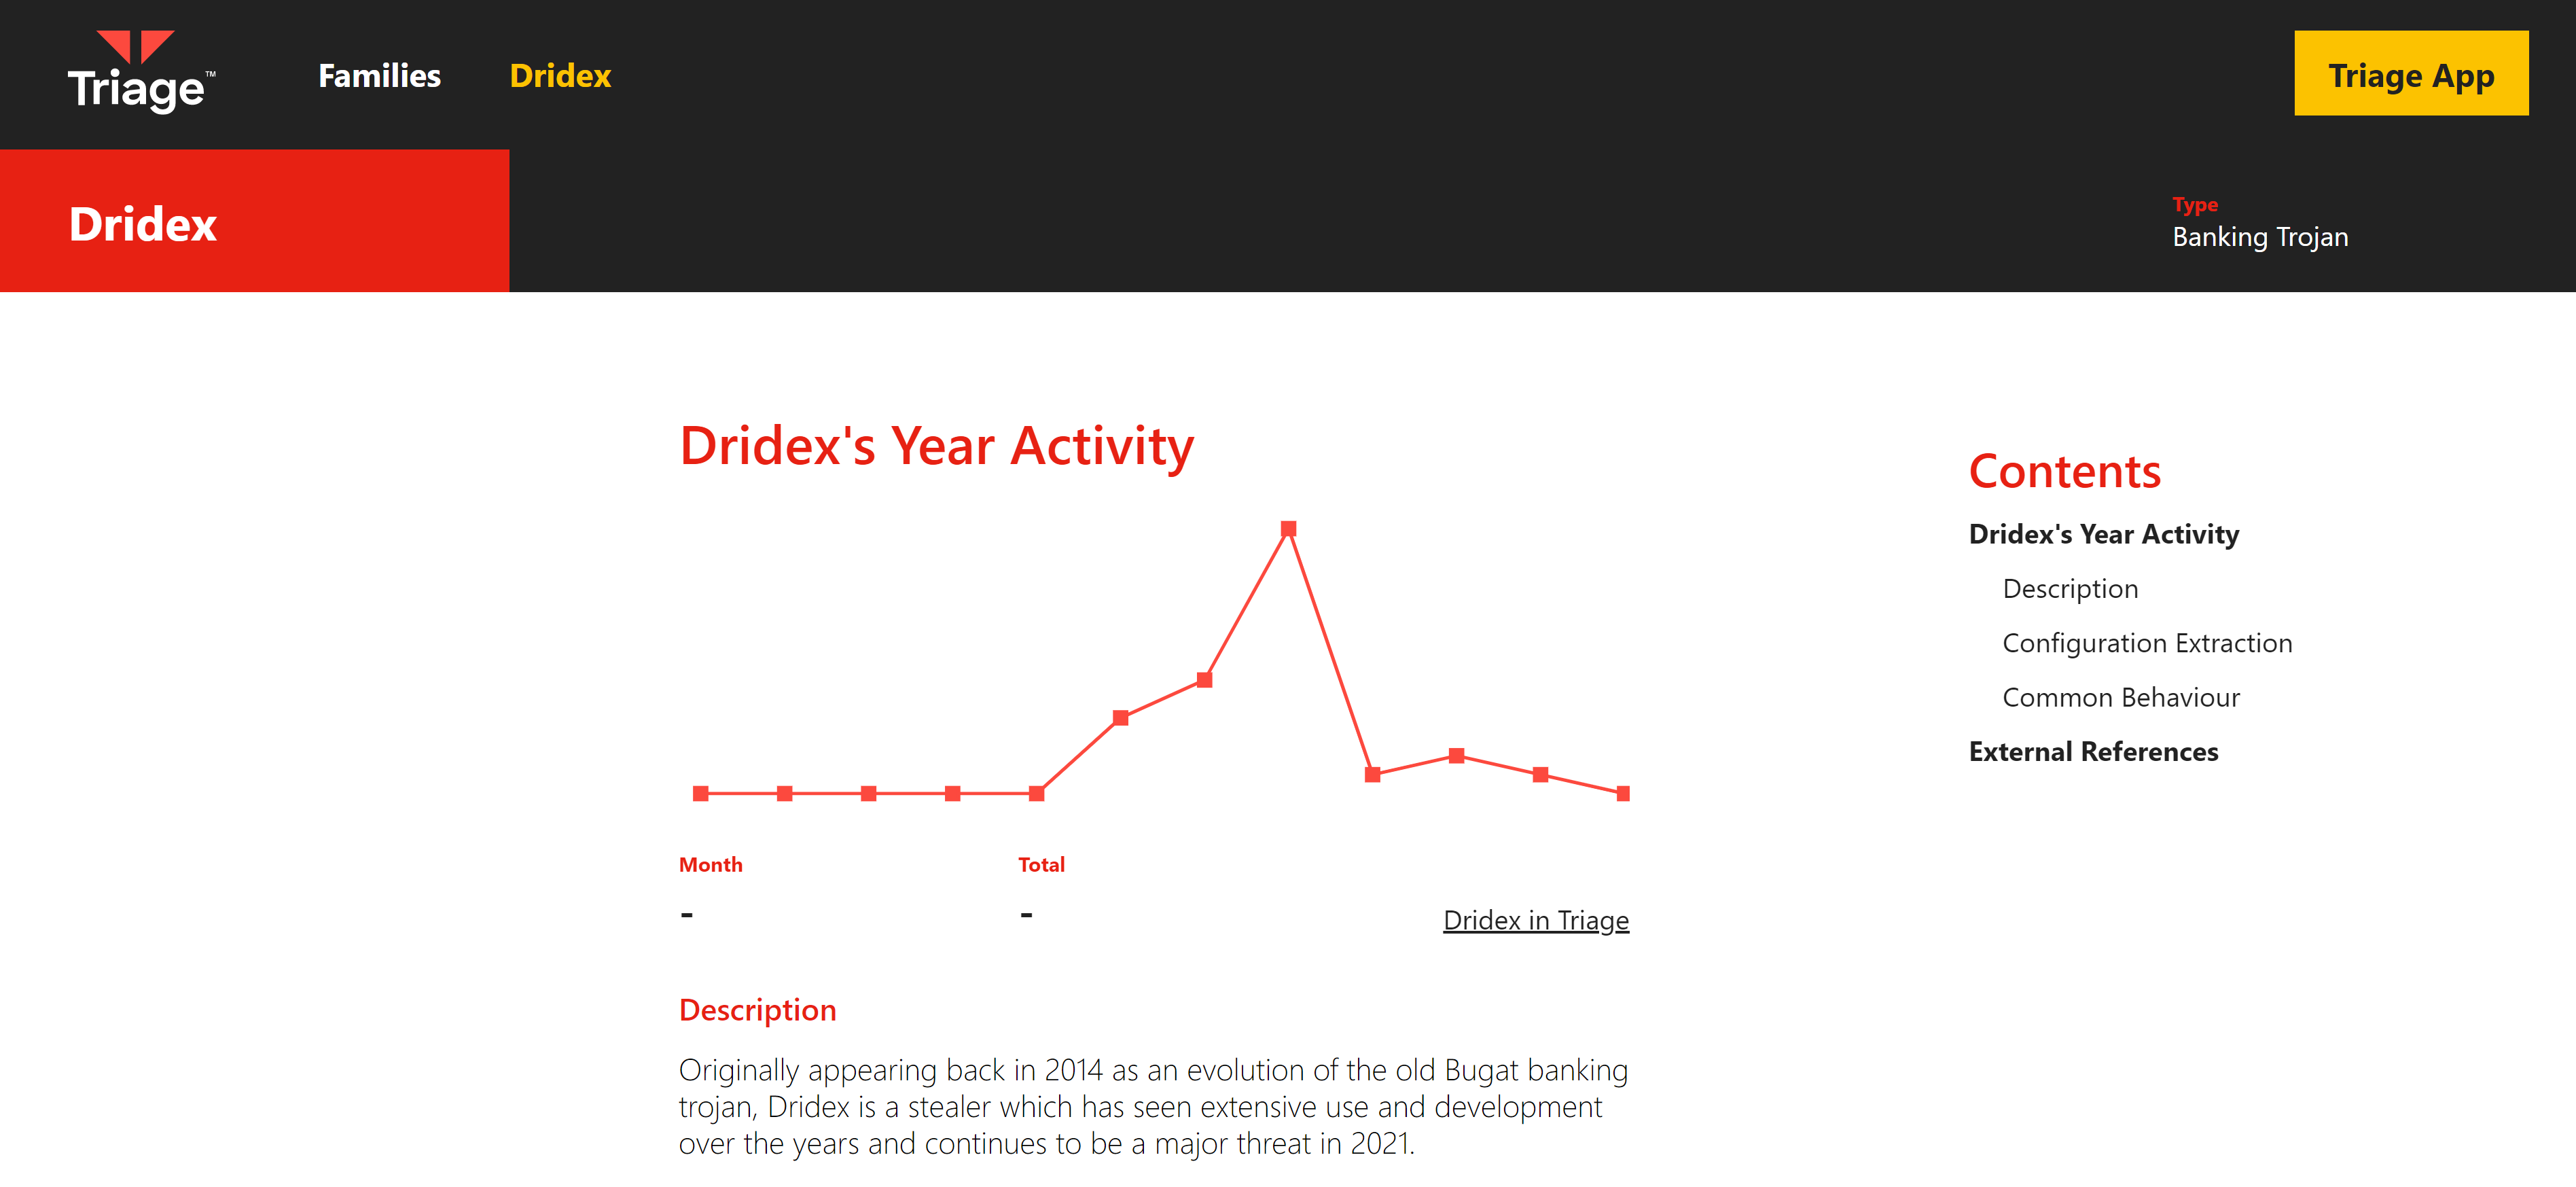 Triage™
Families
Dridex
Triage App
Dridex
Type
Banking Trojan
Dridex's Year Activity
Month
-
Total
-
Dridex in Triage
Description
Originally appearing back in 2014 as an evolution of the old Bugat banking
trojan, Dridex is a stealer which has seen extensive use and development
over the years and continues to be a major threat in 2021.
Contents
Dridex's Year Activity
Description
Configuration Extraction
Common Behaviour
External References